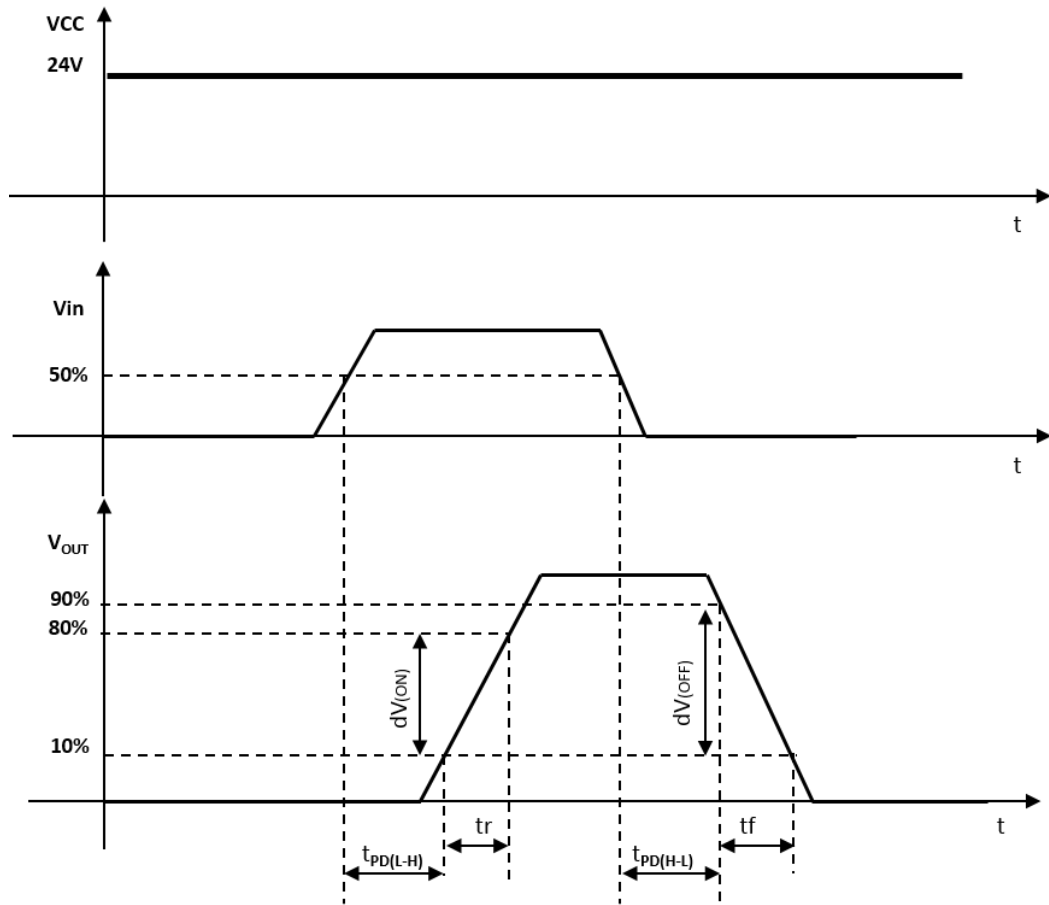 VCC
24V
t
Vin
50%
t
VOUT
90%
80%
dV(ON)
dV(OFF)
10%
tr
tf
t
tPD(L-H)
tPD(H-L)